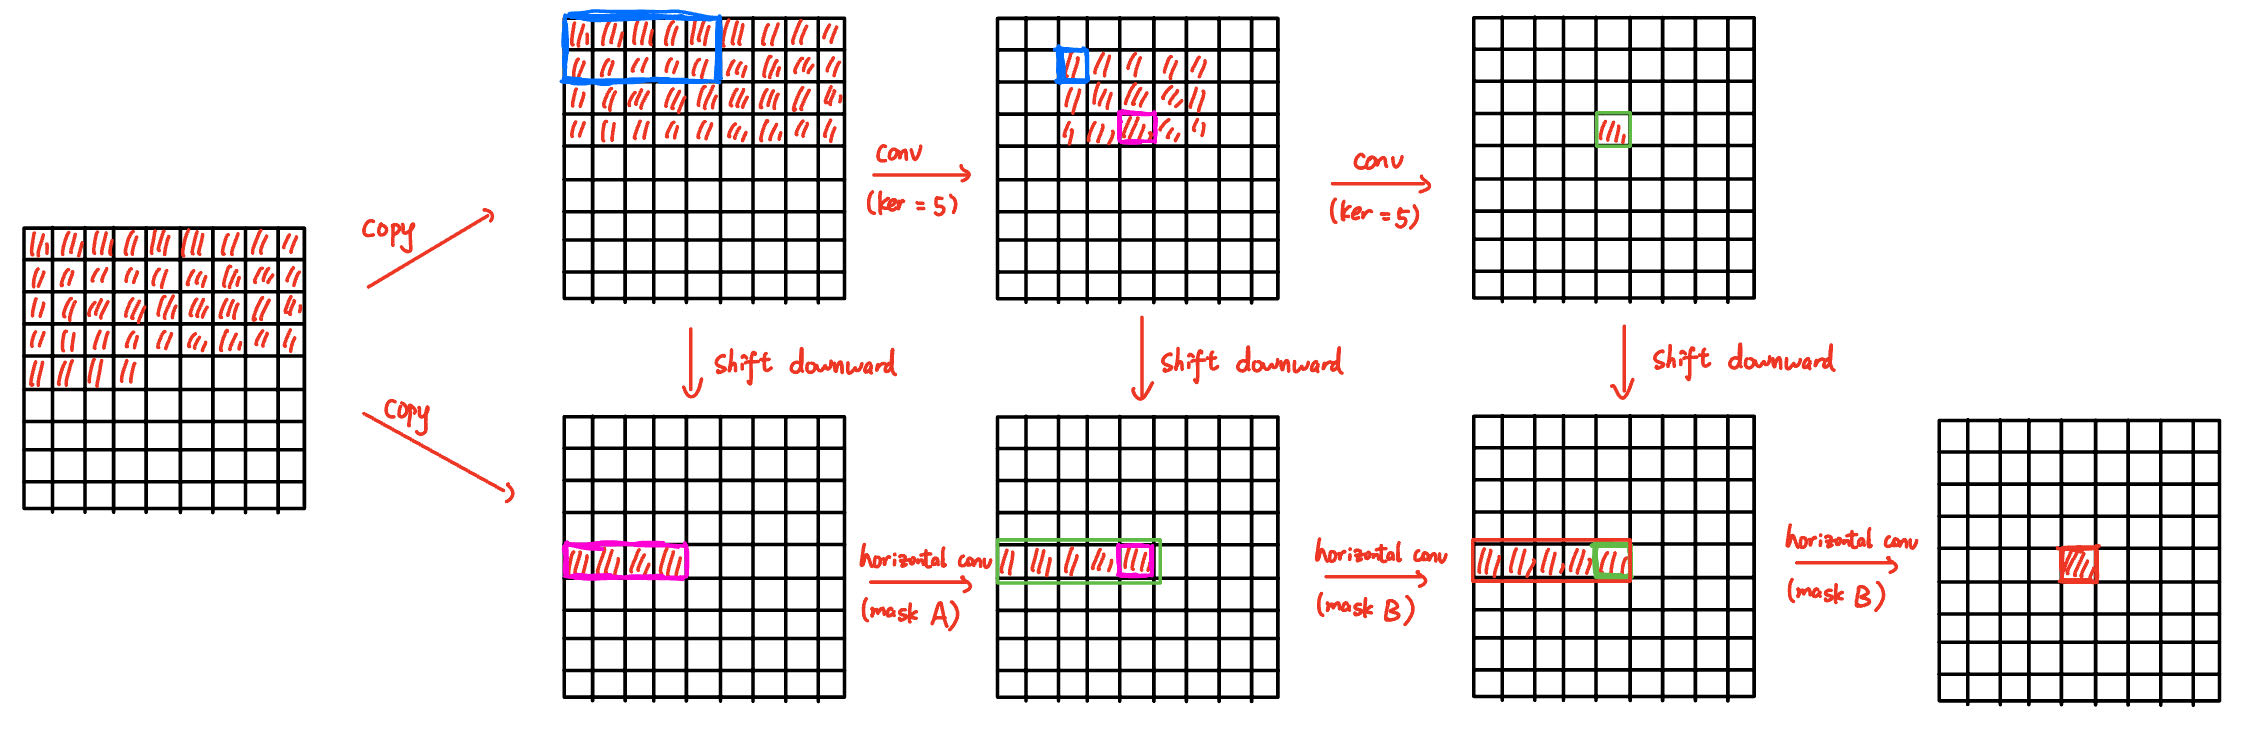 copy
conv
(ker = 5)
conv
(ker = 5)
shift downward
shift downward
shift downward
copy
horizontal conv
(mask A)
horizontal conv
(mask B)
horizontal conv
(mask B)